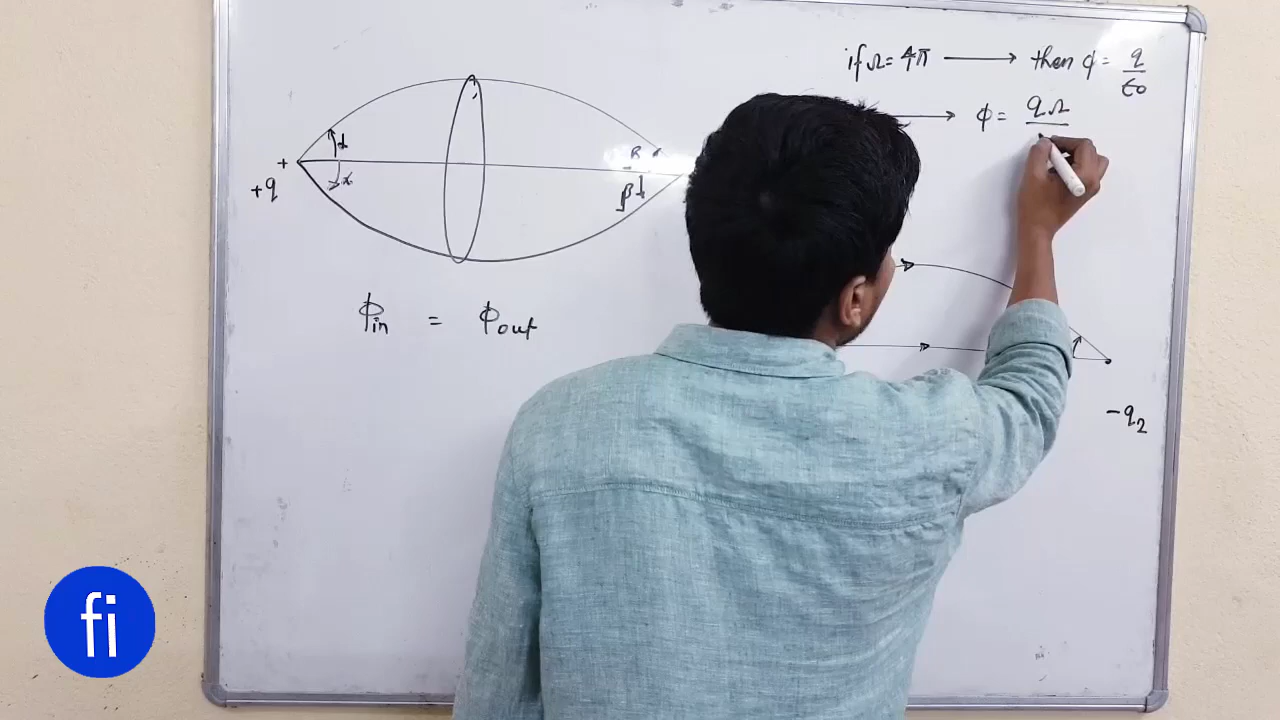 if Ω = 4π → then ϕ = q/ε0
→ ϕ = qΩ
+
α
α
β
+q
ϕin = ϕout
-q2
fi